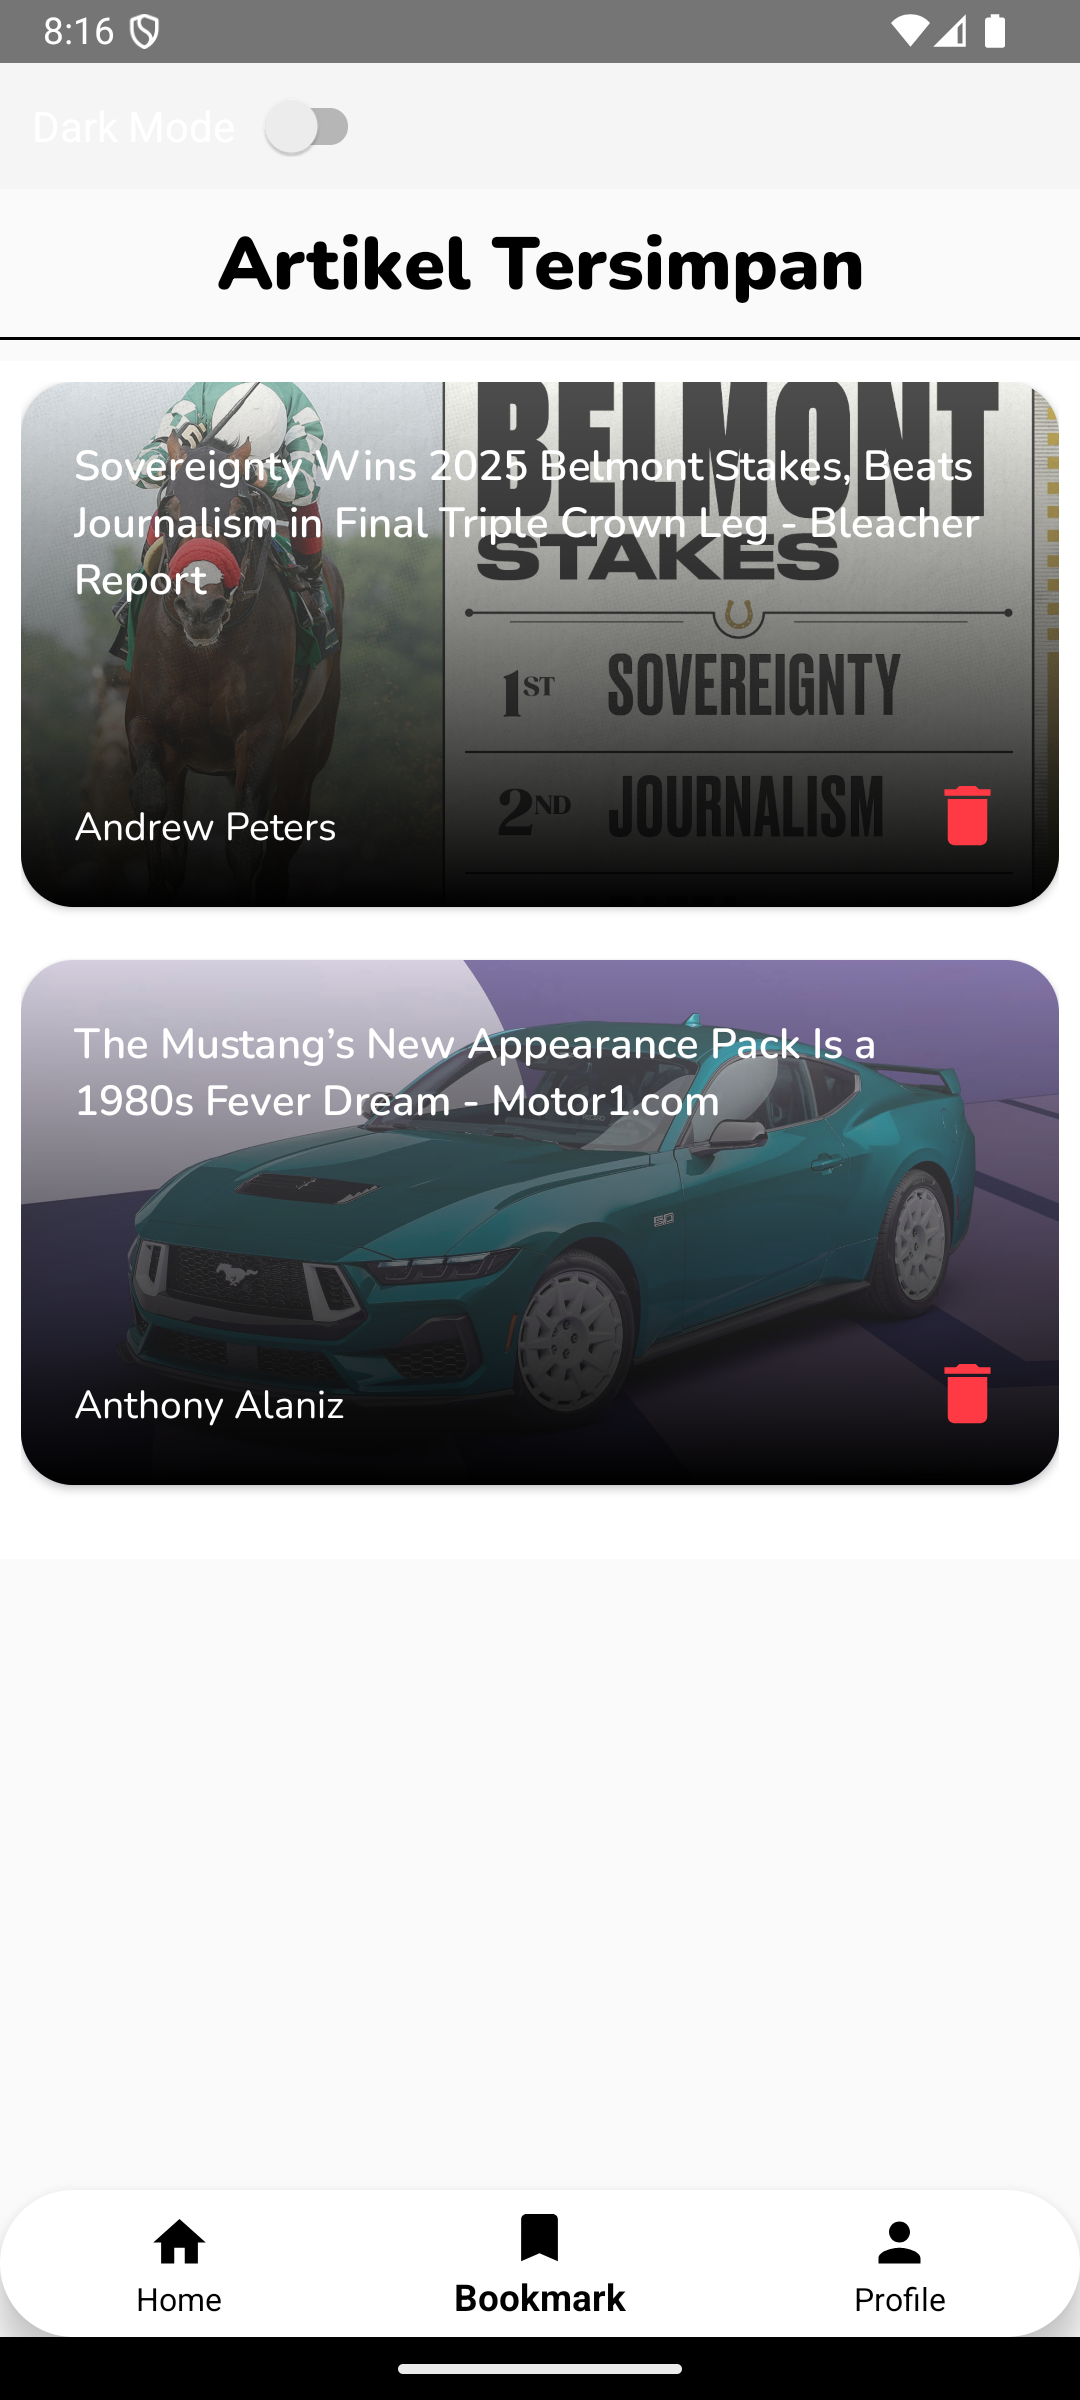 8:16
Dark Mode
Artikel Tersimpan
BELMONT
STAKES
Sovereignty Wins 2025 Belmont Stakes, Beats
Journalism in Final Triple Crown Leg - Bleacher
Report
1ST SOVEREIGNTY
2ND JOURNALISM
Andrew Peters
The Mustang’s New Appearance Pack Is a
1980s Fever Dream - Motor1.com
5.0
Anthony Alaniz
Home
Bookmark
Profile